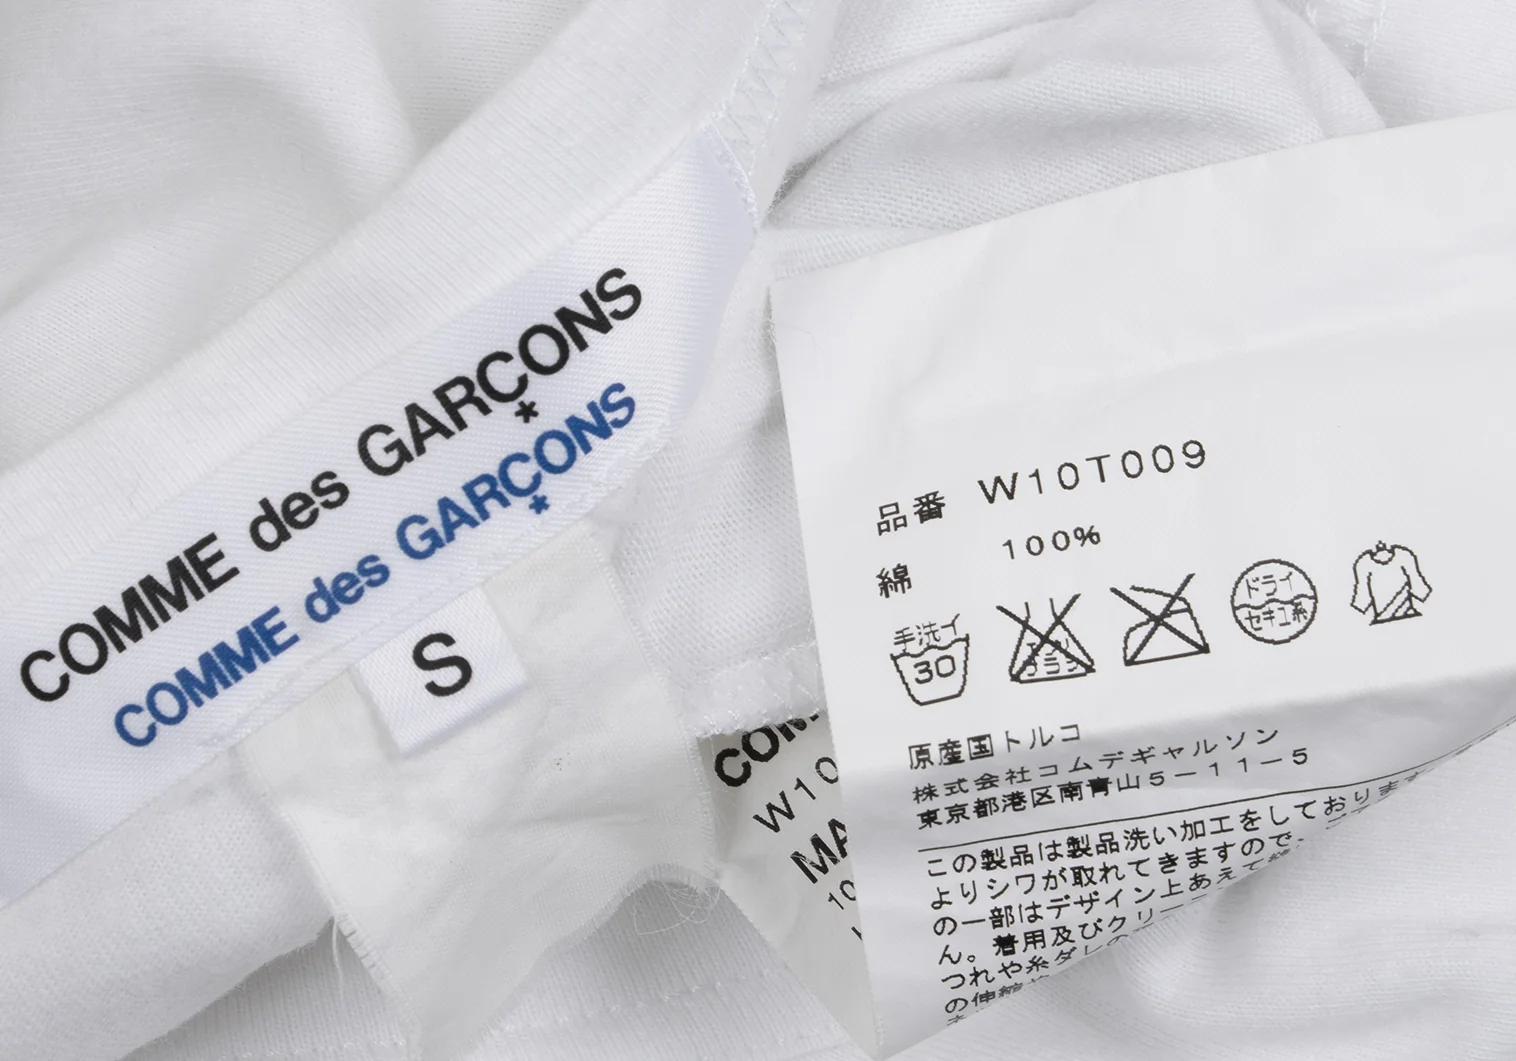 COMME des GARÇONS
*
COMME des GARÇONS
*
S
品番 W10T009
綿 100%
手洗イ
30
ドライ
セキユ系
原産国トルコ
株式会社コムデギャルソン
東京都港区南青山5-11-5
この製品は製品洗い加工をしております
よりシワが取れてきますので、
の一部はデザイン上あえて
ん。着用及びクリー
つれや糸ダレの
の伸縮や
COM
W10
MA
10